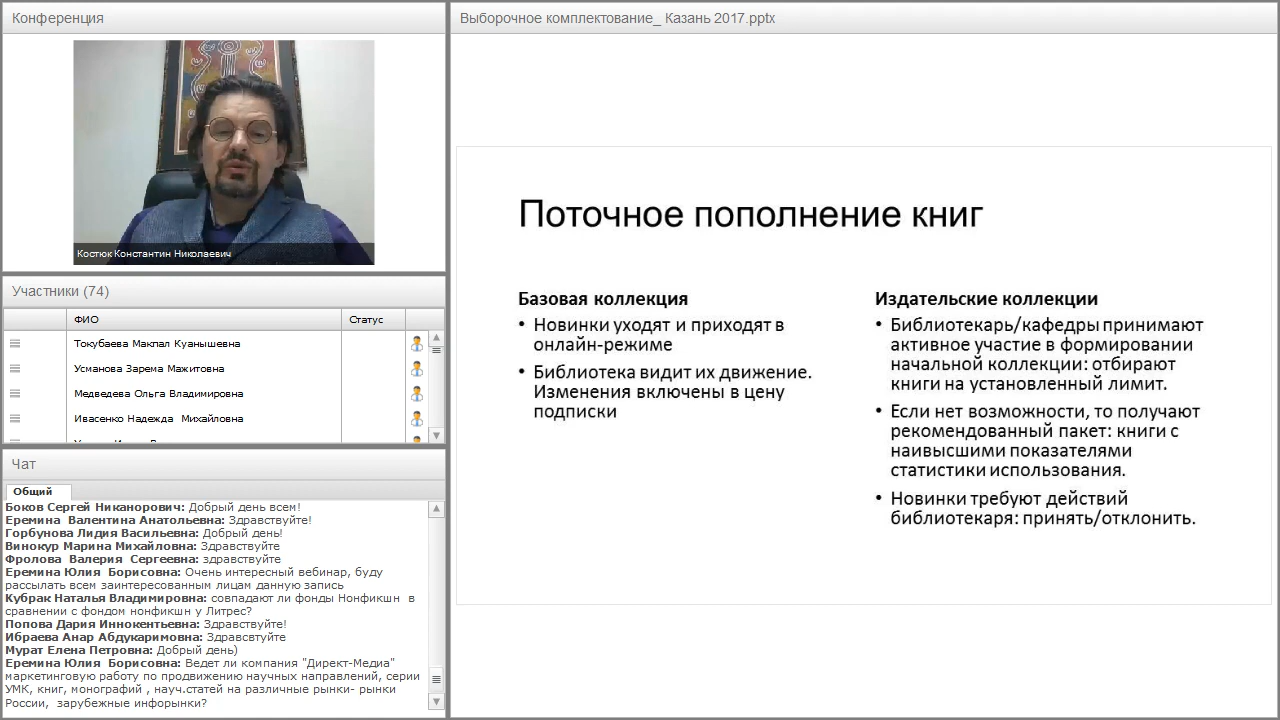 Конференция
Костюк Константин Николаевич
Участники (74)
ФИО
Статус
Токубаева Макпал Куанышевна
Усманова Зарема Мажитовна
Медведева Ольга Владимировна
Ивасенко Надежда Михайловна
Чат
Общий
Боков Сергей Никанорович: Добрый день всем!
Еремина Валентина Анатольевна: Здравствуйте!
Горбунова Лидия Васильевна: Добрый день!
Винокур Марина Михайловна: Здравствуйте
Фролова Валерия Сергеевна: здравствуйте
Еремина Юлия Борисовна: Очень интересный вебинар, буду
рассылать всем заинтересованным лицам данную запись
Кубрак Наталья Владимировна: совпадают ли фонды Нонфикшн в
сравнении с фондом нонфикшн у Литрес?
Попова Дария Иннокентьевна: Здравствуйте!
Ибраева Анар Абдукаримовна: Здравсвтуйте
Мурат Елена Петровна: Добрый день)
Еремина Юлия Борисовна: Ведет ли компания "Директ-Медиа"
маркетинговую работу по продвижению научных направлений, серии
УМК, книг, монографий , науч.статей на различные рынки- рынки
России, зарубежные инфорынки?
Выборочное комплектование_ Казань 2017.pptx
Поточное пополнение книг
Базовая коллекция
• Новинки уходят и приходят в
онлайн-режиме
• Библиотека видит их движение.
Изменения включены в цену
подписки
Издательские коллекции
• Библиотекарь/кафедры принимают
активное участие в формировании
начальной коллекции: отбирают
книги на установленный лимит.
• Если нет возможности, то получают
рекомендованный пакет: книги с
наивысшими показателями
статистики использования.
• Новинки требуют действий
библиотекаря: принять/отклонить.